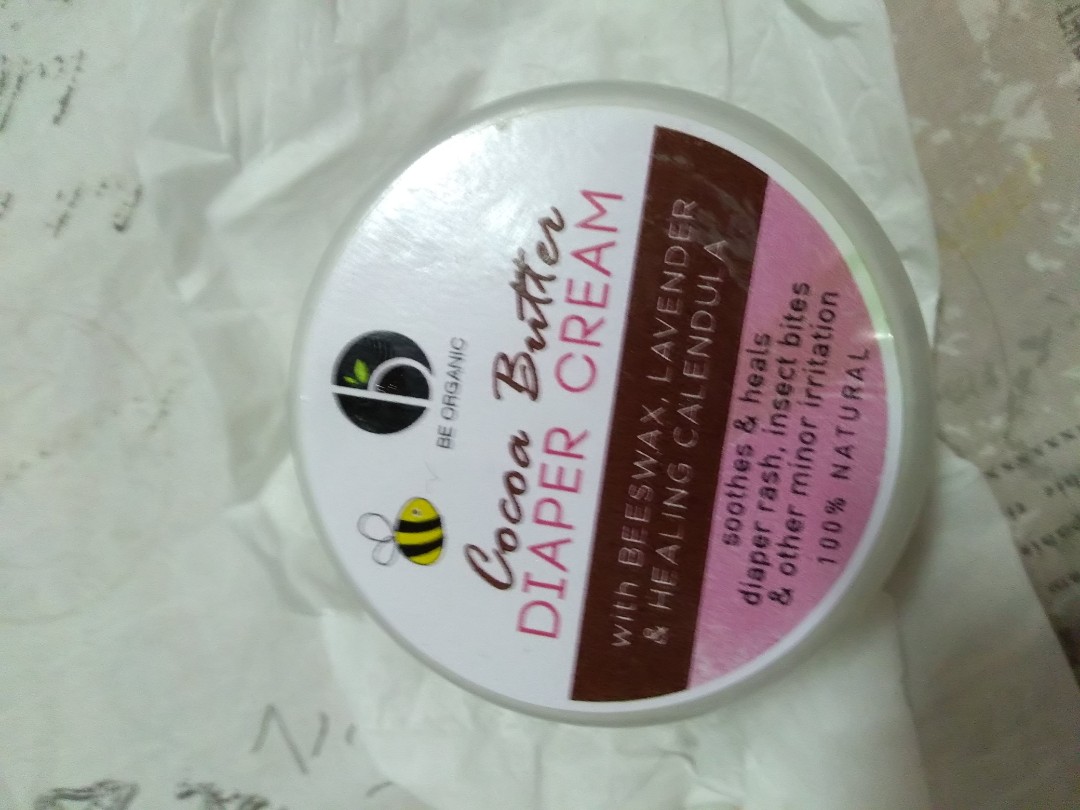 b
BE ORGANIC
Cocoa Butter
DIAPER CREAM
with BEESWAX, LAVENDER
& HEALING CALENDULA
soothes & heals
diaper rash, insect bites
& other minor irritation
100% NATURAL